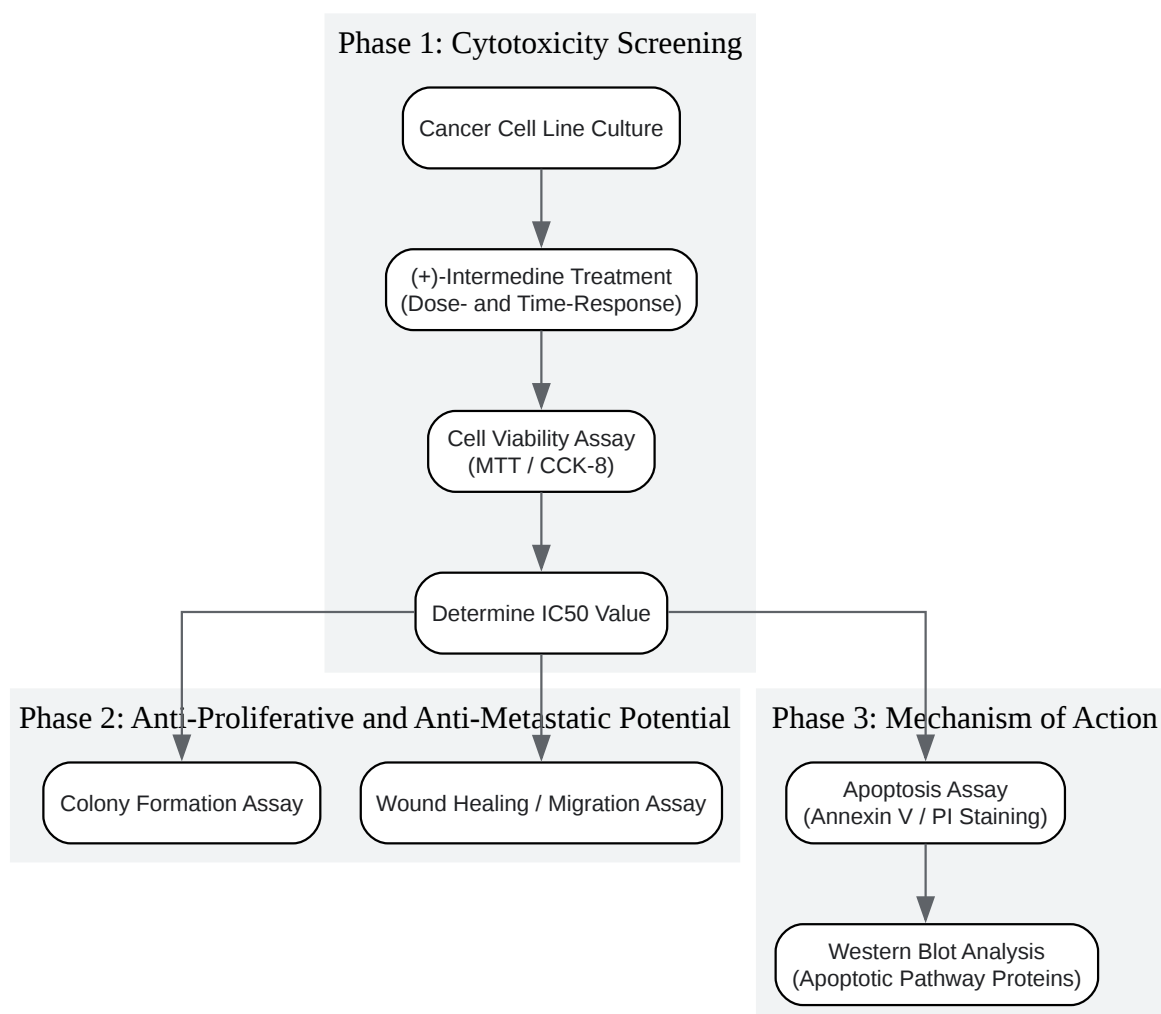 Phase 1: Cytotoxicity Screening
Cancer Cell Line Culture
(+)-Intermedine Treatment
(Dose- and Time-Response)
Cell Viability Assay
(MTT / CCK-8)
Determine IC50 Value
Phase 2: Anti-Proliferative and Anti-Metastatic Potential
Colony Formation Assay
Wound Healing / Migration Assay
Phase 3: Mechanism of Action
Apoptosis Assay
(Annexin V / PI Staining)
Western Blot Analysis
(Apoptotic Pathway Proteins)